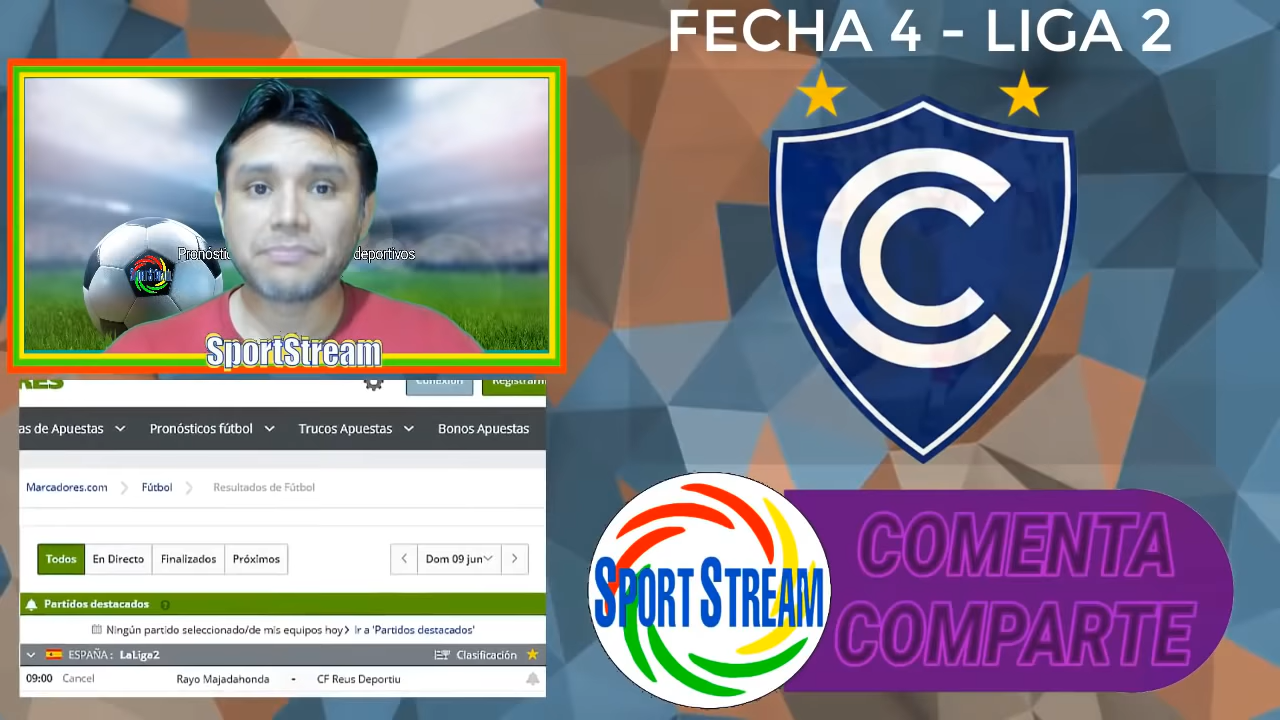 FECHA 4 - LIGA 2
Pronóstic deportivos
SportStream
RES
Conexión
as de Apuestas
Pronósticos fútbol
Trucos Apuestas
Bonos Apuestas
Marcadores.com
Fútbol
Resultados de Fútbol
Todos
En Directo
Finalizados
Próximos
Dom 09 jun
Partidos destacados
Ningún partido seleccionado/de mis equipos hoy Ir a 'Partidos destacados'
ESPAÑA: LaLiga2
Clasificación
09:00 Cancel Rayo Majadahonda - CF Reus Deportiu
SPORT STREAM
COMENTA
COMPARTE